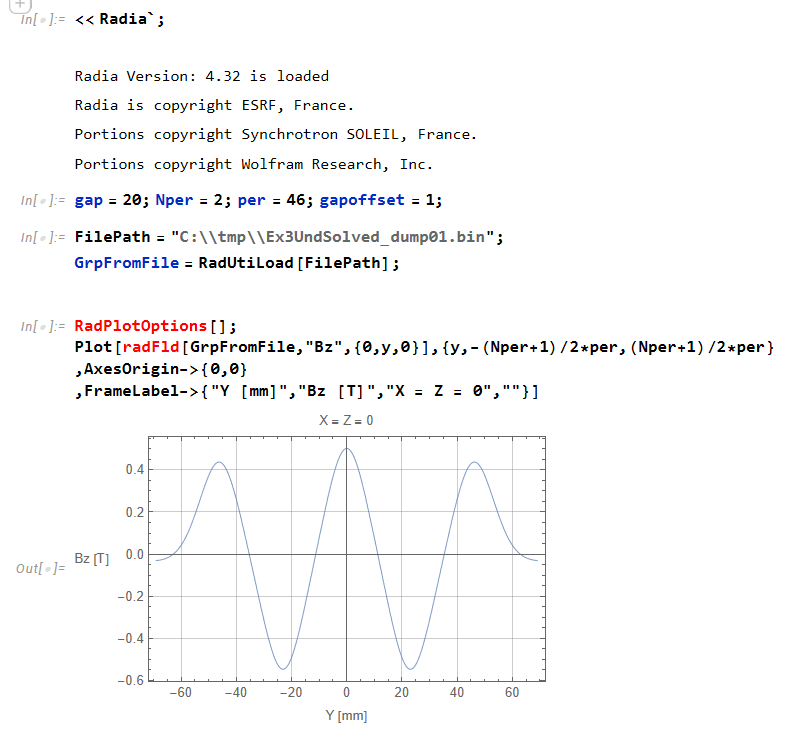 In[ ]:= << Radia`;
Radia Version: 4.32 is loaded
Radia is copyright ESRF, France.
Portions copyright Synchrotron SOLEIL, France.
Portions copyright Wolfram Research, Inc.
In[ ]:= gap = 20; Nper = 2; per = 46; gapoffset = 1;
In[ ]:= FilePath = "C:\\tmp\\Ex3UndSolved_dump01.bin";
GrpFromFile = RadUtiLoad[FilePath];
In[ ]:= RadPlotOptions[];
Plot[radFld[GrpFromFile,"Bz",{0,y,0}],{y,-(Nper+1)/2*per,(Nper+1)/2*per}
,AxesOrigin->{0,0}
,FrameLabel->{"Y [mm]","Bz [T]","X = Z = 0",""}]
X = Z = 0
0.4
0.2
0.0
-0.2
-0.4
-0.6
Out[ ]= Bz [T]
-60 -40 -20 0 20 40 60
Y [mm]